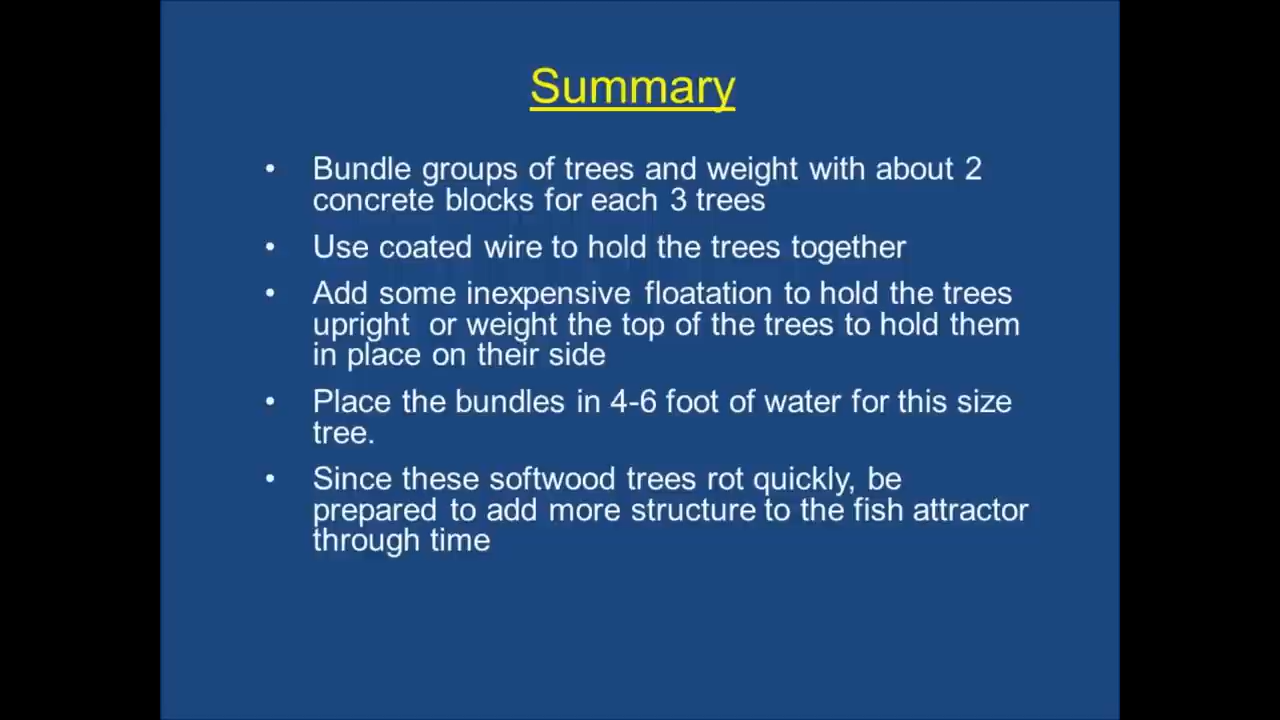 Summary
• Bundle groups of trees and weight with about 2
concrete blocks for each 3 trees
• Use coated wire to hold the trees together
• Add some inexpensive floatation to hold the trees
upright  or weight the top of the trees to hold them
in place on their side
• Place the bundles in 4-6 foot of water for this size
tree.
• Since these softwood trees rot quickly, be
prepared to add more structure to the fish attractor
through time